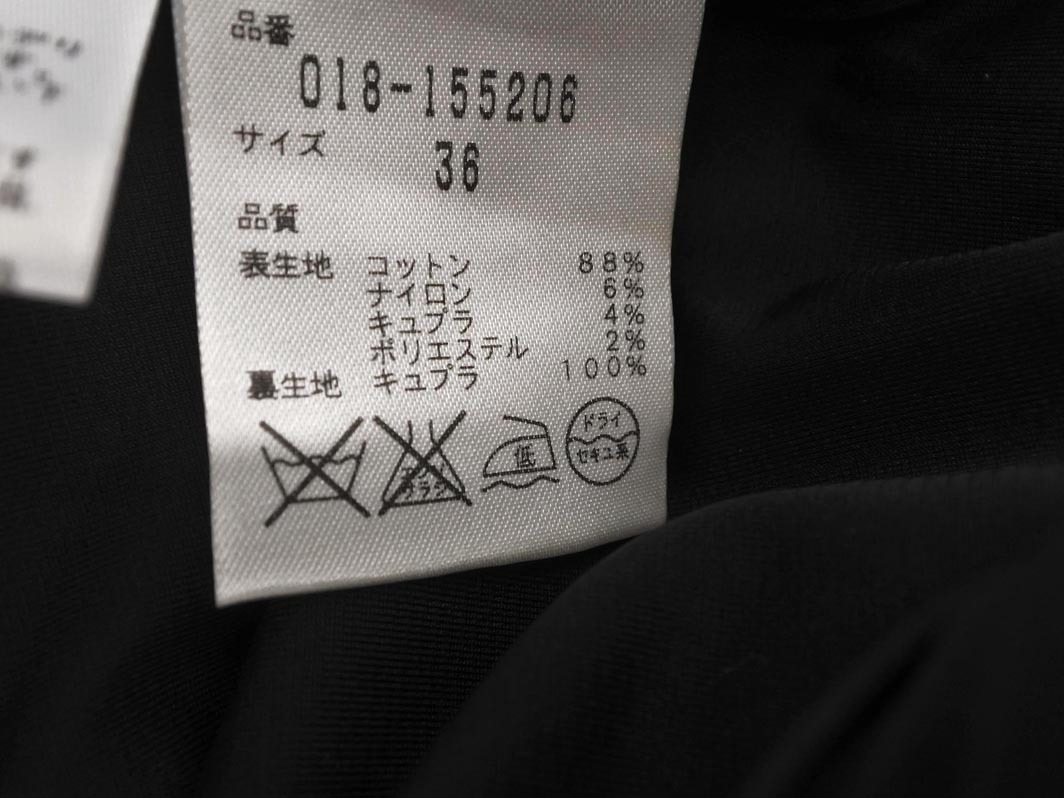 品番
018-155206
サイズ
36
品質
表生地 コットン 88%
ナイロン 6%
キュプラ 4%
ポリエステル 2%
裏生地 キュプラ 100%
低
ドライ
セキユ系